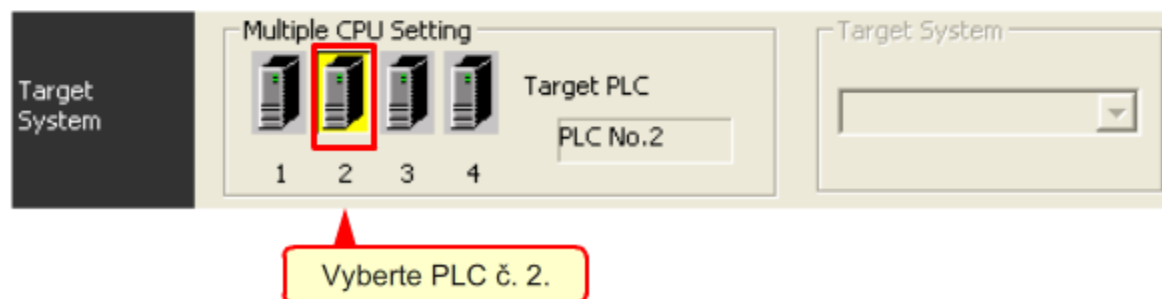 Target
System
Multiple CPU Setting
1 2 3 4
Target PLC
PLC No.2
Target System
Vyberte PLC č. 2.